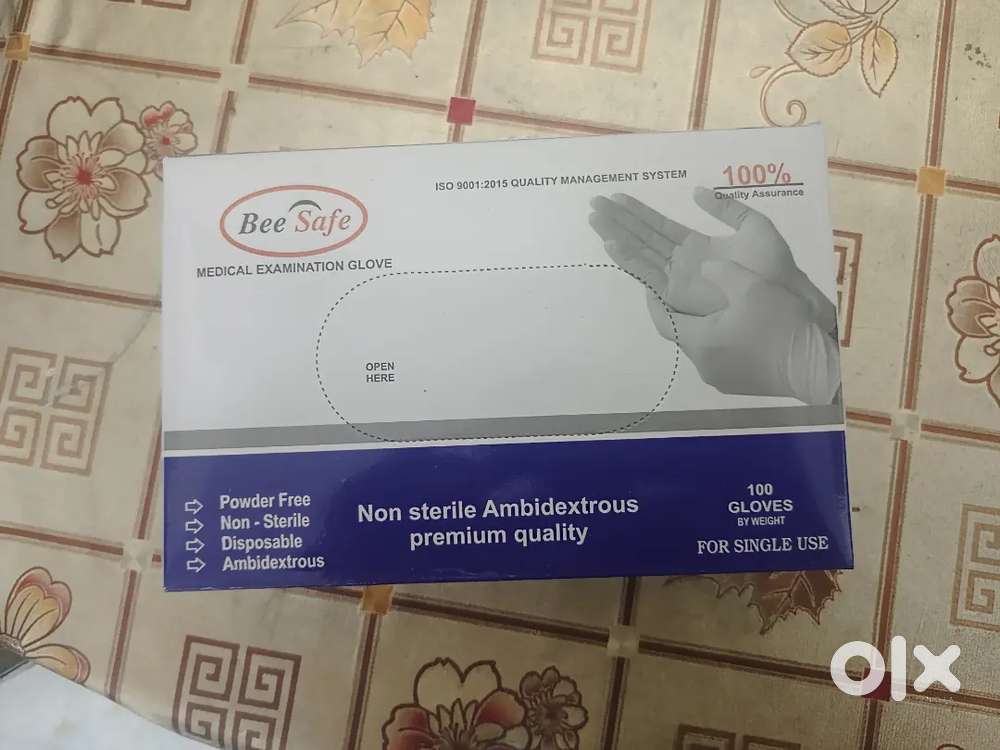 ISO 9001:2015 QUALITY MANAGEMENT SYSTEM
100%
Quality Assurance
Bee Safe
MEDICAL EXAMINATION GLOVE
OPEN
HERE
Powder Free
Non - Sterile
Disposable
Ambidextrous
Non sterile Ambidextrous
premium quality
100
GLOVES
BY WEIGHT
FOR SINGLE USE
olx